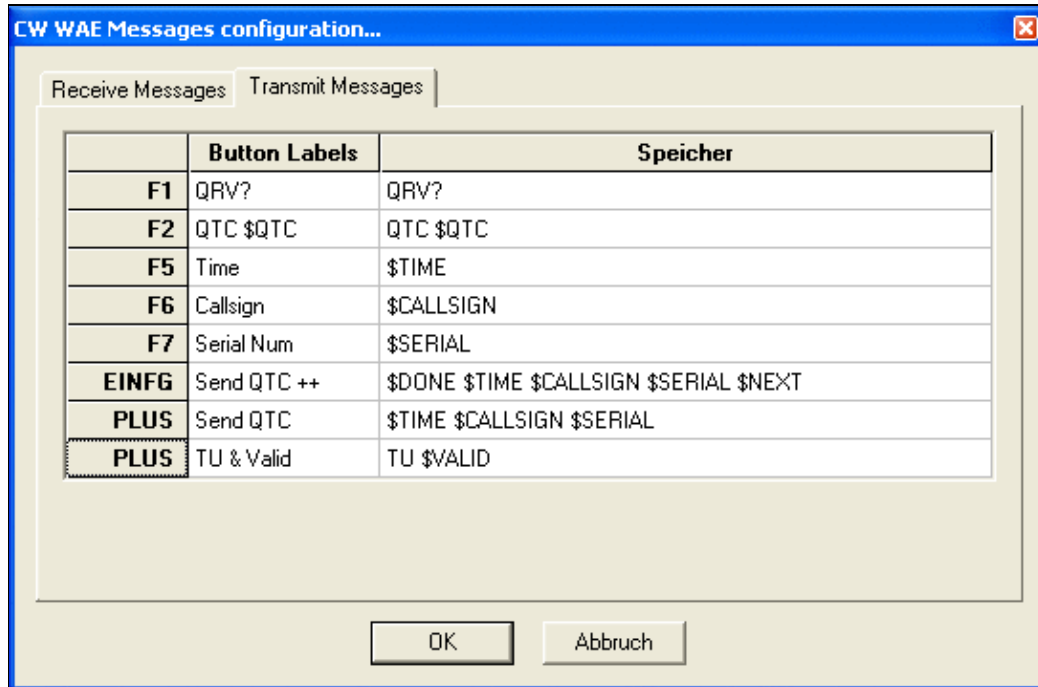 CW WAE Messages configuration...
Receive Messages Transmit Messages
Button Labels Speicher
F1 QRV? QRV?
F2 QTC $QTC QTC $QTC
F5 Time $TIME
F6 Callsign $CALLSIGN
F7 Serial Num $SERIAL
EINFG Send QTC ++ $DONE $TIME $CALLSIGN $SERIAL $NEXT
PLUS Send QTC $TIME $CALLSIGN $SERIAL
PLUS TU & Valid TU $VALID
OK Abbruch